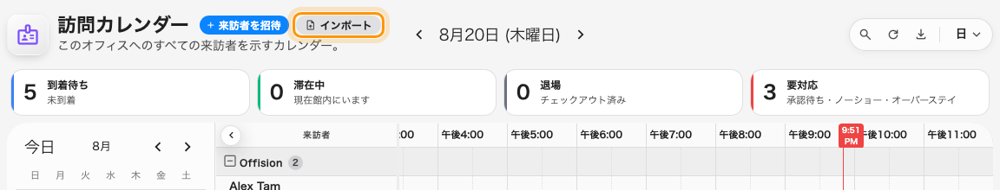 訪問カレンダー
+ 来訪者を招待
インポート
このオフィスへのすべての来訪者を示すカレンダー。
8月20日 (木曜日)
日
5 到着待ち
未到着
0 滞在中
現在館内にいます
0 退場
チェックアウト済み
3 要対応
承認待ち・ノーショー・オーバーステイ
今日 8月
日 月 火 水 木 金 土
来訪者
:00 午後4:00 午後5:00 午後6:00 午後7:00 午後8:00 午後9:00 9:51 PM 午後10:00 午後11:00
Offision 2
Alex Tam